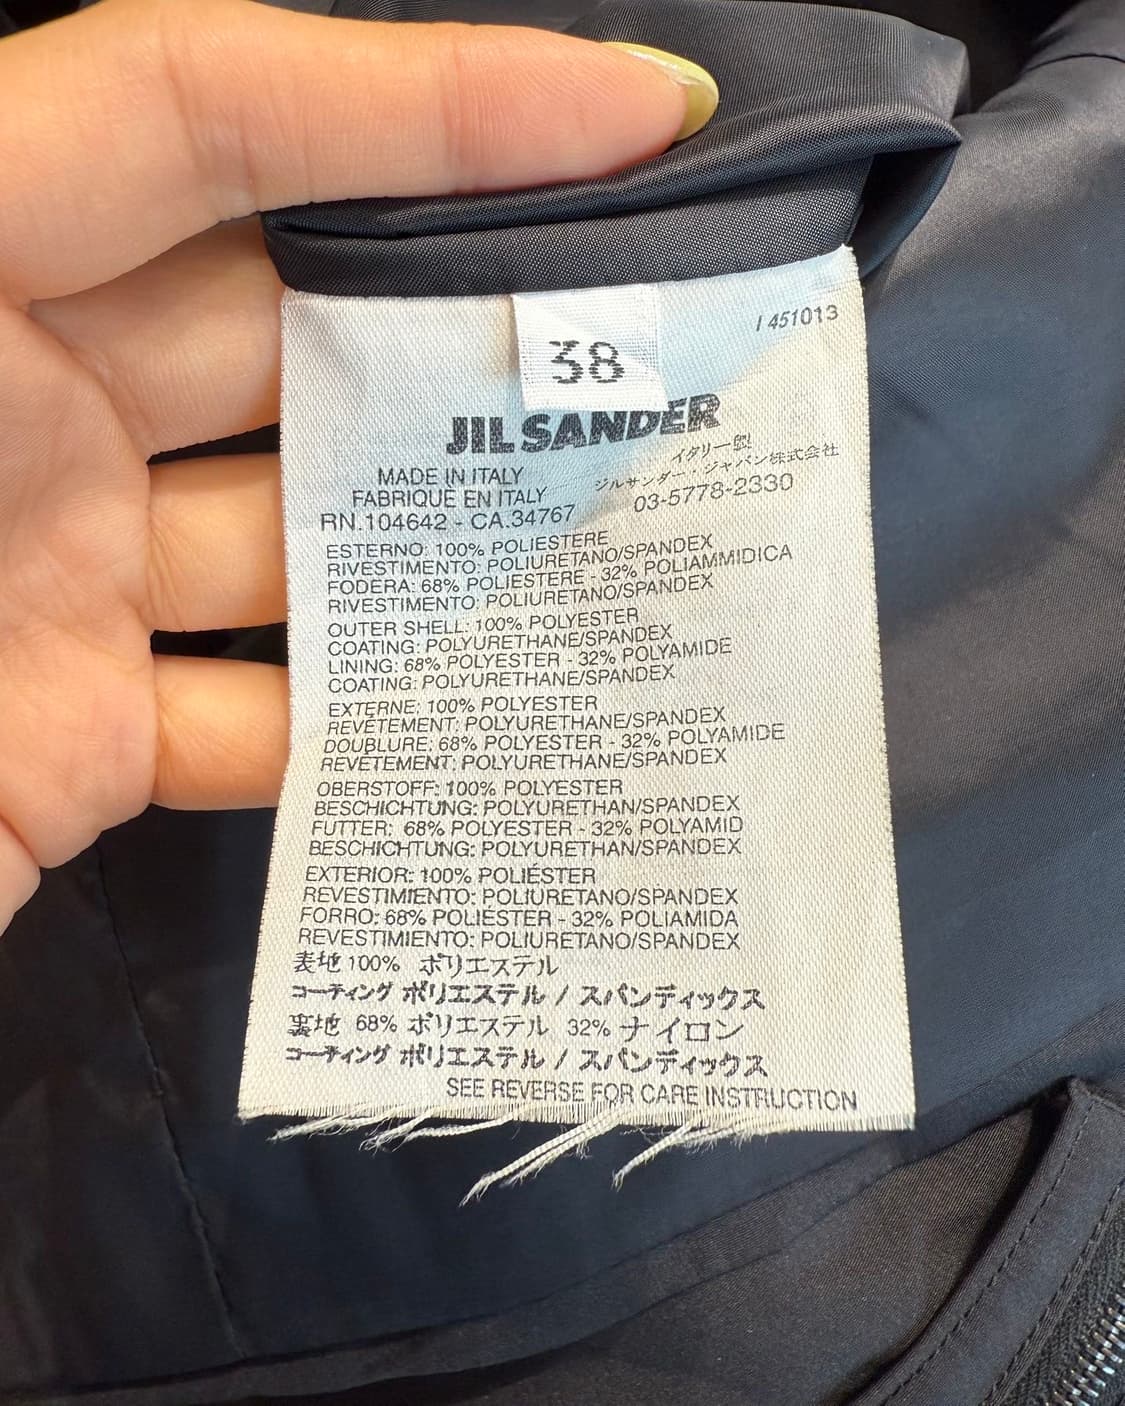 I 451013
38
JIL SANDER
MADE IN ITALY
FABRIQUE EN ITALY
RN.104642 - CA.34767
イタリー製
ジルサンダー・ジャパン株式会社
03-5778-2330
ESTERNO: 100% POLIESTERE
RIVESTIMENTO: POLIURETANO/SPANDEX
FODERA: 68% POLIESTERE - 32% POLIAMMIDICA
RIVESTIMENTO: POLIURETANO/SPANDEX
OUTER SHELL: 100% POLYESTER
COATING: POLYURETHANE/SPANDEX
LINING: 68% POLYESTER - 32% POLYAMIDE
COATING: POLYURETHANE/SPANDEX
EXTERNE: 100% POLYESTER
REVÊTEMENT: POLYURETHANE/SPANDEX
DOUBLURE: 68% POLYESTER - 32% POLYAMIDE
REVÊTEMENT: POLYURETHANE/SPANDEX
OBERSTOFF: 100% POLYESTER
BESCHICHTUNG: POLYURETHAN/SPANDEX
FUTTER: 68% POLYESTER - 32% POLYAMID
BESCHICHTUNG: POLYURETHAN/SPANDEX
EXTERIOR: 100% POLIÉSTER
REVESTIMIENTO: POLIURETANO/SPANDEX
FORRO: 68% POLIÉSTER - 32% POLIAMIDA
REVESTIMIENTO: POLIURETANO/SPANDEX
表地 100% ポリエステル
コーティング ポリエステル / スパンディックス
裏地 68% ポリエステル 32% ナイロン
コーティング ポリエステル / スパンディックス
SEE REVERSE FOR CARE INSTRUCTION